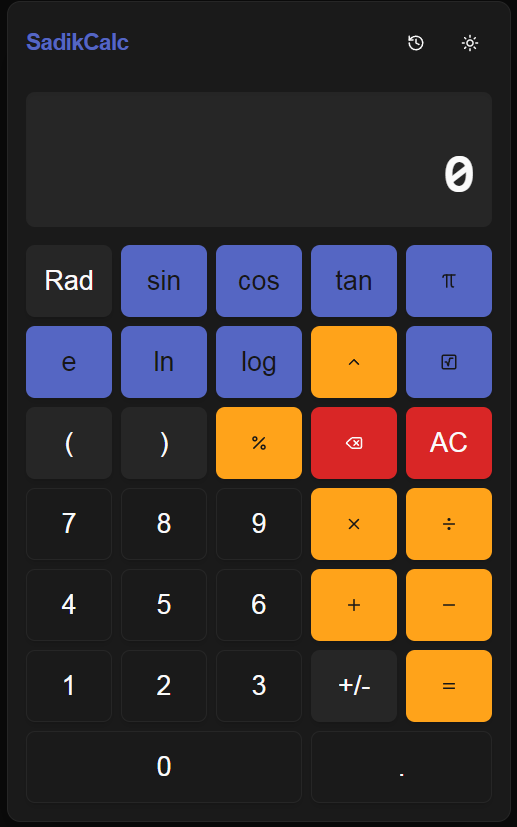 SadikCalc
0
Rad sin cos tan π
e ln log ^ √
( ) % AC
7 8 9 × ÷
4 5 6 + −
1 2 3 +/- =
0 .